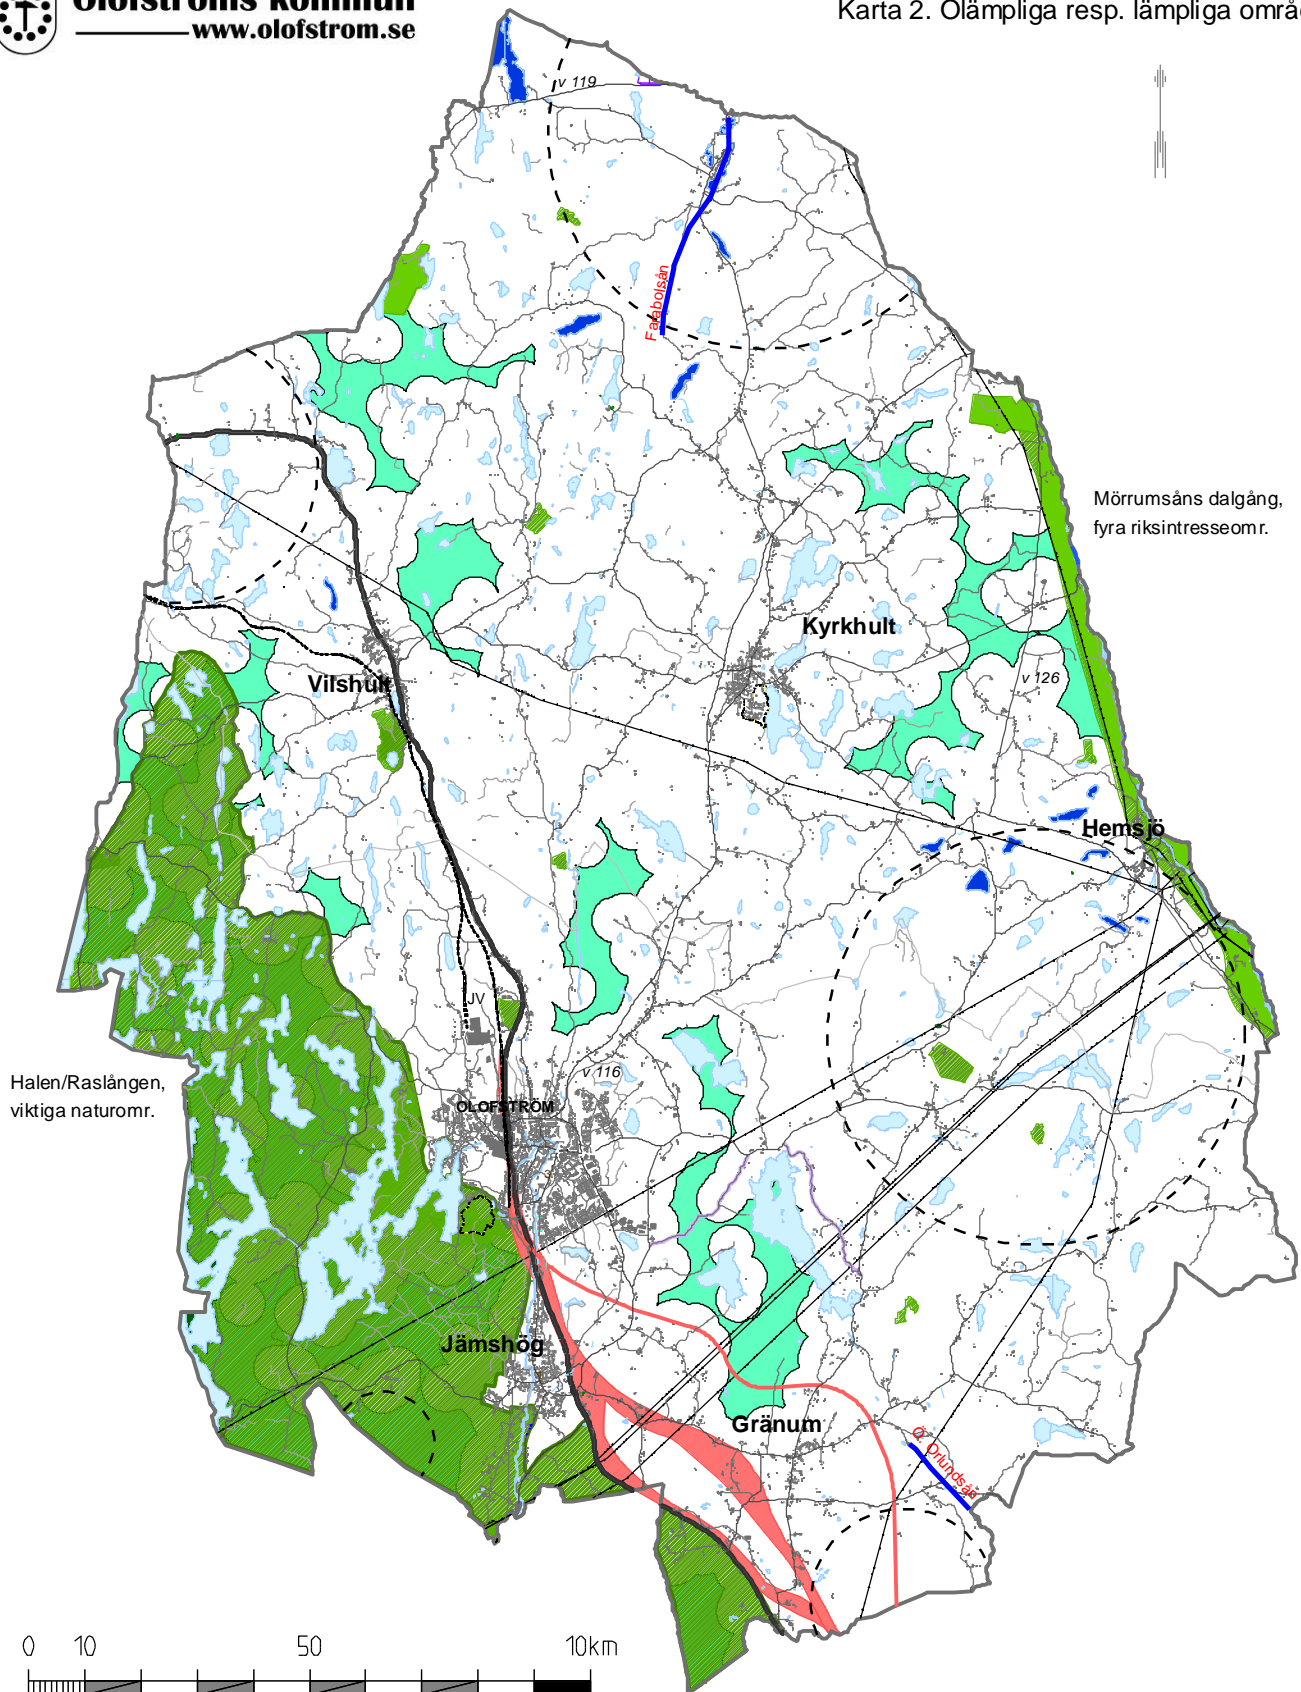 Olofströms kommun
www.olofstrom.se
Karta 2. Olämpliga resp. lämpliga områ
v 119
Farabolsån
Mörrumsåns dalgång,
fyra riksintresseomr.
Kyrkhult
Vilshult
v 126
Hemsjö
JV
Halen/Raslången,
viktiga naturomr.
v 116
OLOFSTRÖM
Jämshög
Gränum
Ö. Orlundsån
0 10 50 10km